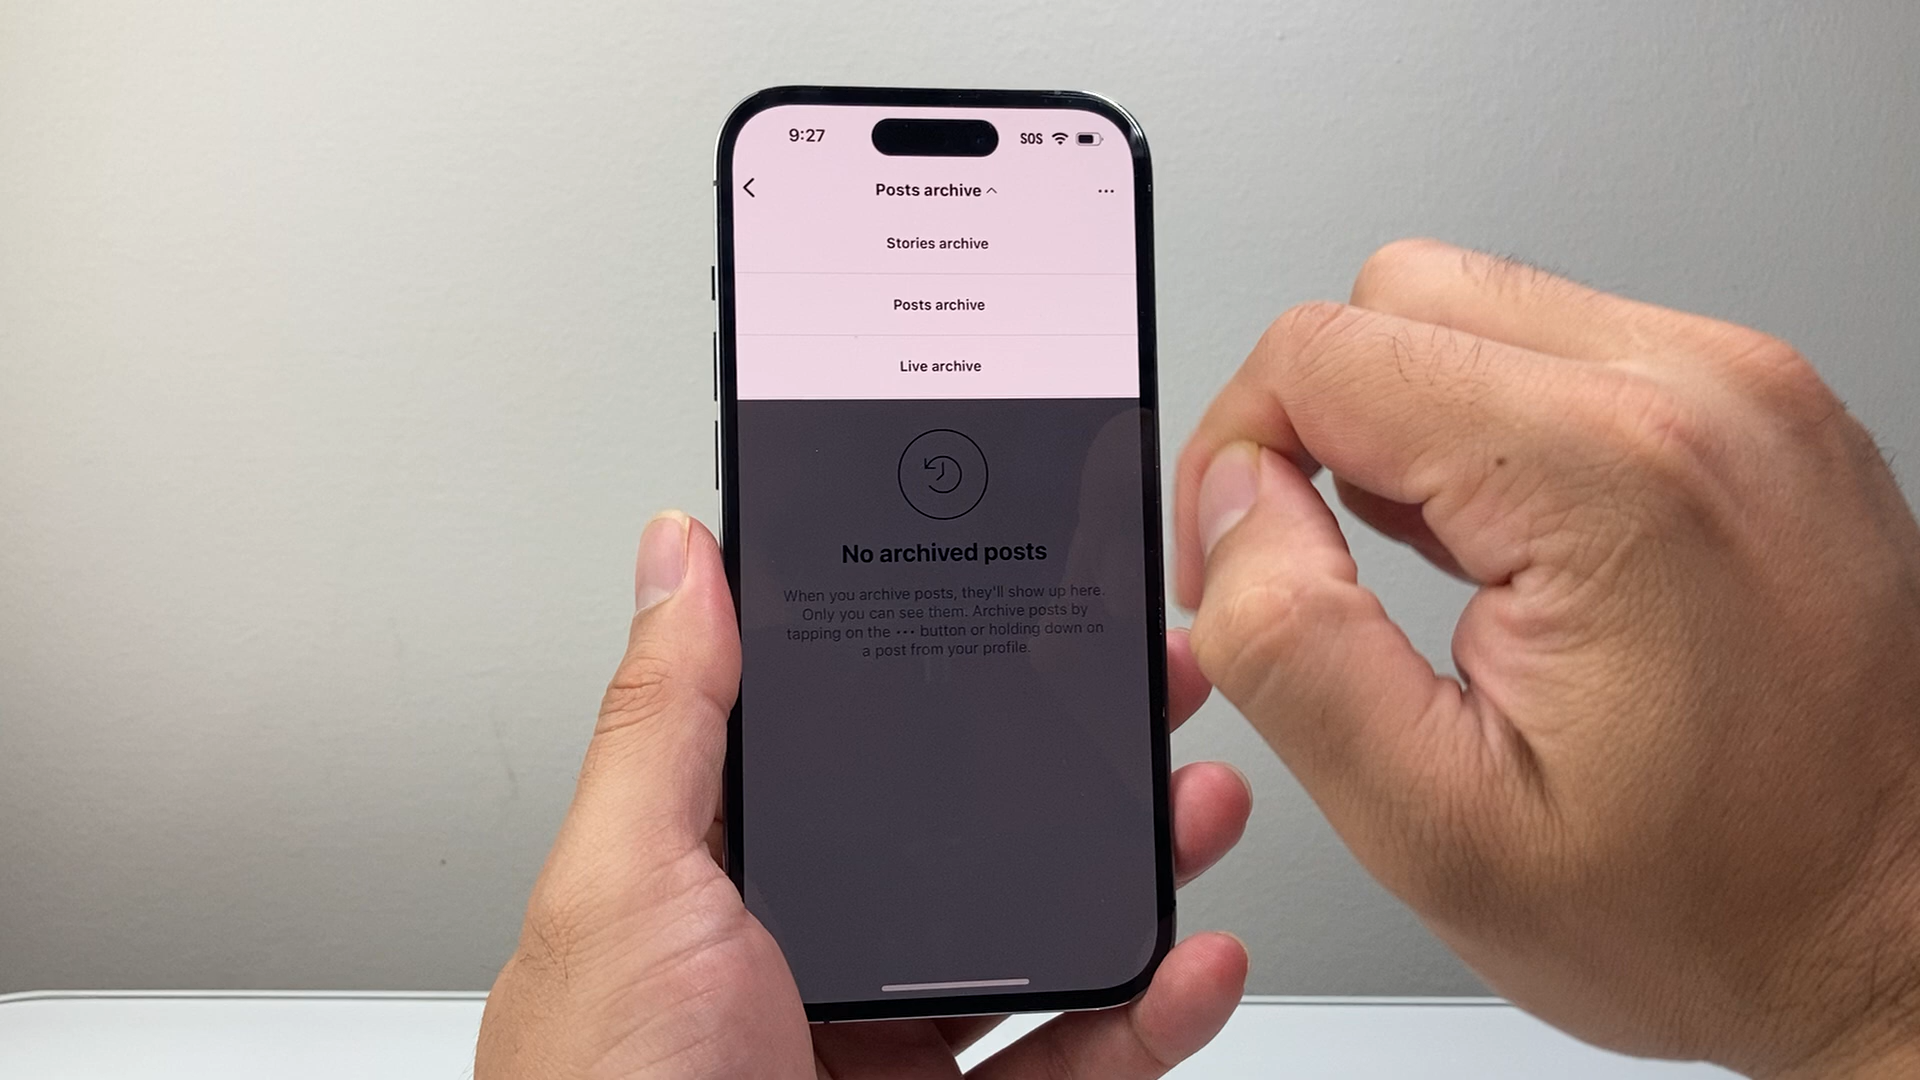 9:27
SOS
Posts archive
Stories archive
Posts archive
Live archive
No archived posts
When you archive posts, they'll show up here.
Only you can see them. Archive posts by
tapping on the ••• button or holding down on
a post from your profile.